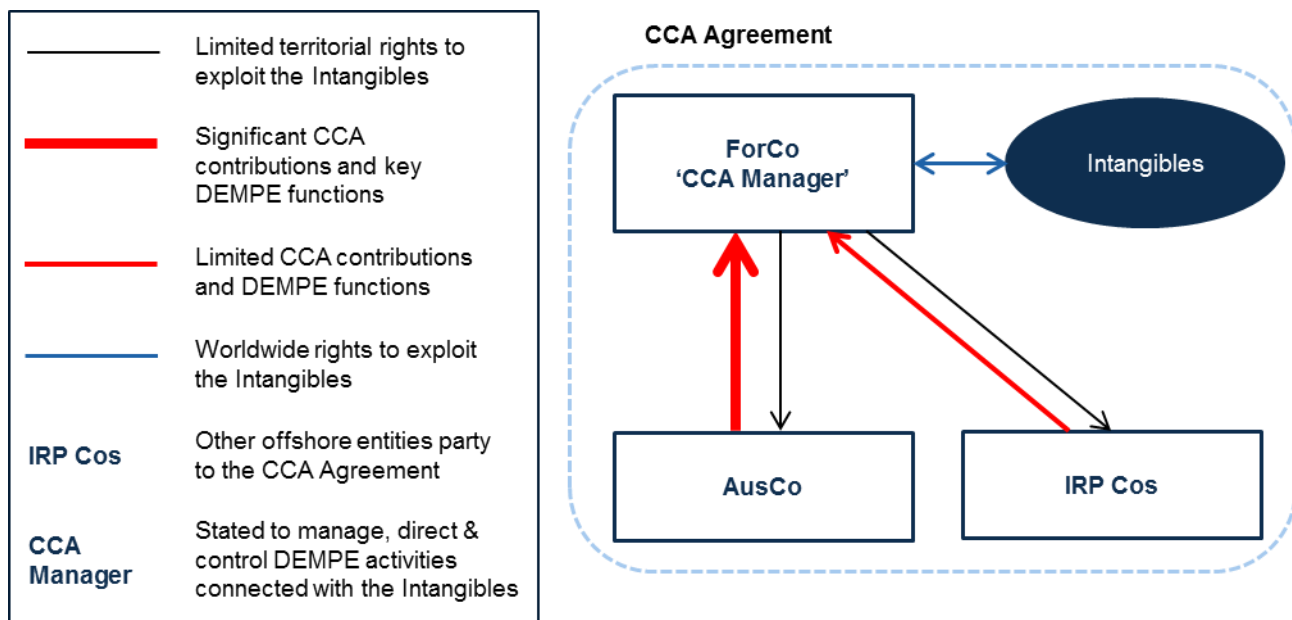 Limited territorial rights to
exploit the Intangibles
Significant CCA
contributions and key
DEMPE functions
Limited CCA contributions
and DEMPE functions
Worldwide rights to exploit
the Intangibles
IRP Cos
Other offshore entities party
to the CCA Agreement
CCA
Manager
Stated to manage, direct &
control DEMPE activities
connected with the Intangibles
CCA Agreement
ForCo
‘CCA Manager’
Intangibles
AusCo
IRP Cos